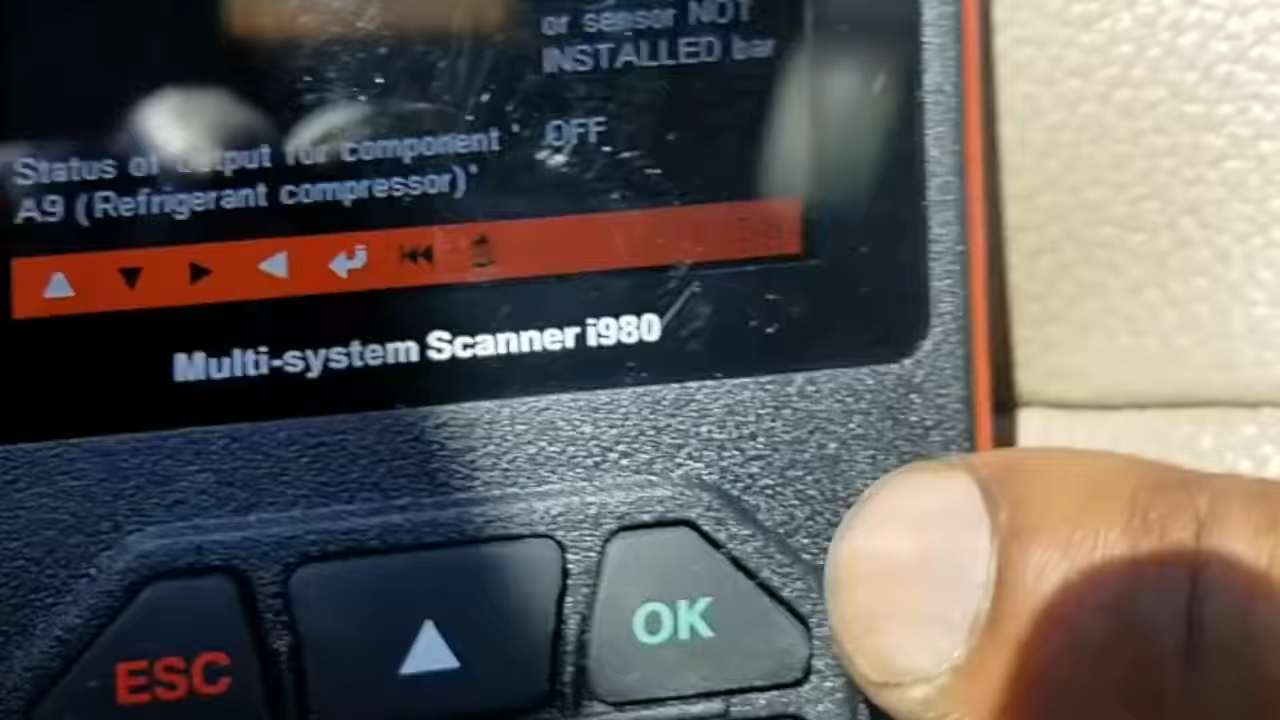 or sensor NOT
INSTALLED bar
Status of output for component ' OFF
A9 (Refrigerant compressor)'
Multi-system Scanner i980
ESC
OK